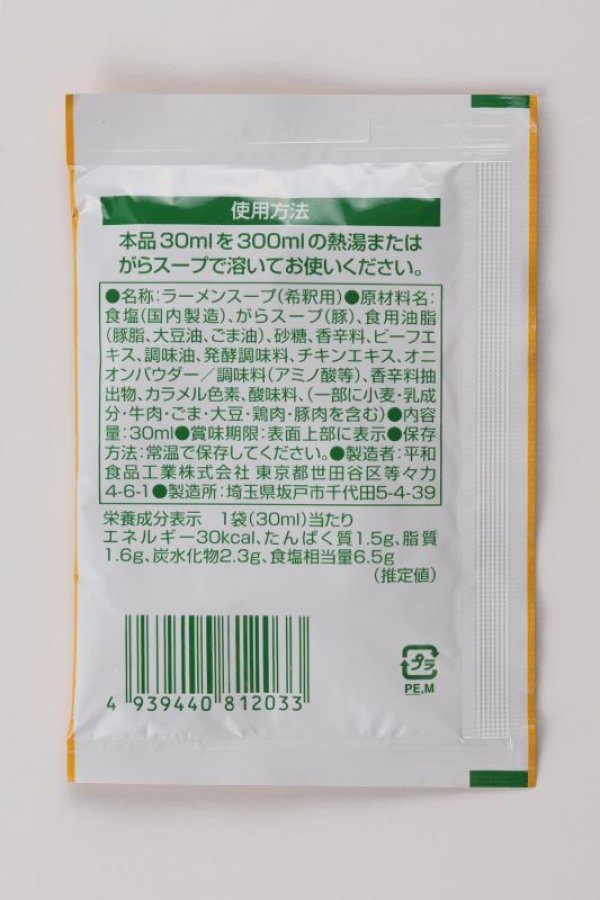 使用方法
本品30mlを300mlの熱湯または
がらスープで溶いてお使いください。
●名称:ラーメンスープ(希釈用)●原材料名:
食塩(国内製造)、がらスープ(豚)、食用油脂
(豚脂、大豆油、ごま油)、砂糖、香辛料、ビーフエ
キス、調味油、発酵調味料、チキンエキス、オニ
オンパウダー/調味料(アミノ酸等)、香辛料抽
出物、カラメル色素、酸味料、(一部に小麦・乳成
分・牛肉・ごま・大豆・鶏肉・豚肉を含む)●内容
量:30ml●賞味期限:表面上部に表示●保存
方法:常温で保存してください。●製造者:平和
食品工業株式会社 東京都世田谷区等々力
4-6-1●製造所:埼玉県坂戸市千代田5-4-39
栄養成分表示 1袋(30ml)当たり
エネルギー30kcal、たんぱく質1.5g、脂質
1.6g、炭水化物2.3g、食塩相当量6.5g
(推定値)
4 939440 812033
プラ
PE,M